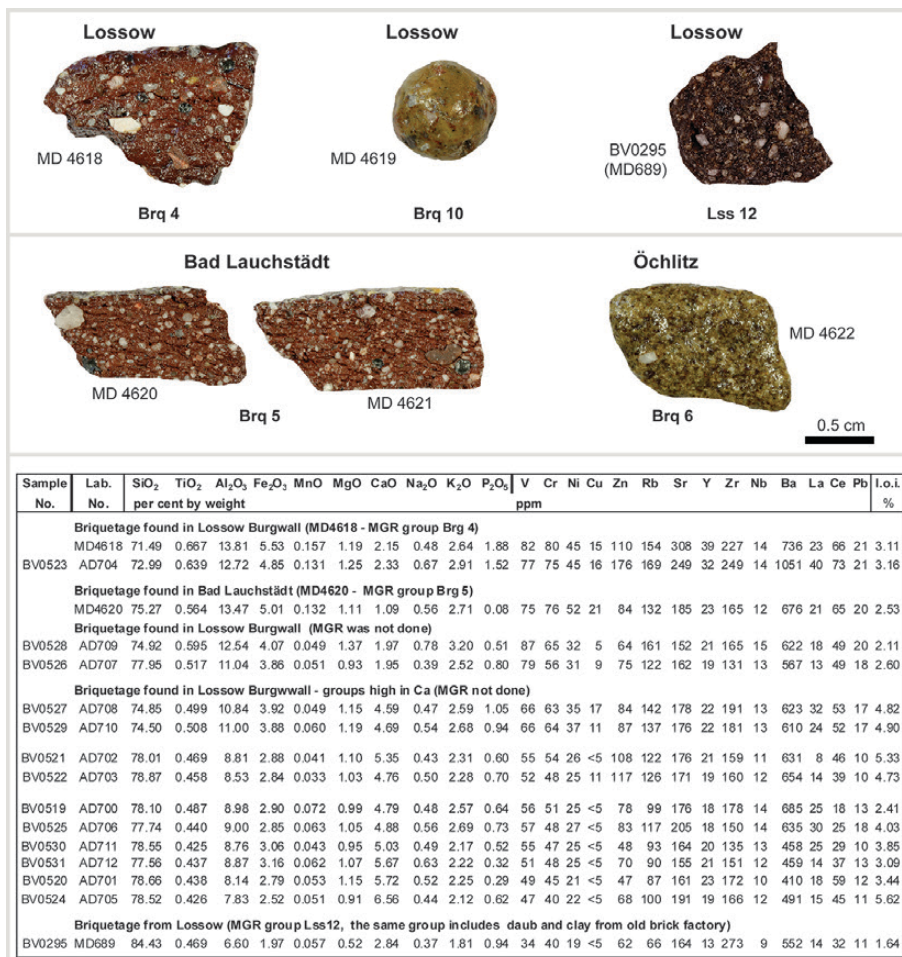 Lossow Lossow Lossow
MD 4618 MD 4619 BV0295
(MD689)
Brq 4 Brq 10 Lss 12
Bad Lauchstädt Öchlitz
MD 4622
MD 4620 MD 4621
Brq 5 Brq 6
0.5 cm
Sample Lab. SiO₂ TiO₂ Al₂O₃ Fe₂O₃ MnO MgO CaO Na₂O K₂O P₂O₅ V Cr Ni Cu Zn Rb Sr Y Zr Nb Ba La Ce Pb l.o.i.
No. No. per cent by weight ppm %
Briquetage found in Lossow Burgwall (MD4618 - MGR group Brg 4)
MD4618 71.49 0.667 13.81 5.53 0.157 1.19 2.15 0.48 2.64 1.88 82 80 45 15 110 154 308 39 227 14 736 23 66 21 3.11
BV0523 AD704 72.99 0.639 12.72 4.85 0.131 1.25 2.33 0.67 2.91 1.52 77 75 45 16 176 169 249 32 249 14 1051 40 73 21 3.16
Briquetage found in Bad Lauchstädt (MD4620 - MGR group Brg 5)
MD4620 75.27 0.564 13.47 5.01 0.132 1.11 1.09 0.56 2.71 0.08 75 76 52 21 84 132 185 23 165 12 676 21 65 20 2.53
Briquetage found in Lossow Burgwall (MGR was not done)
BV0528 AD709 74.92 0.595 12.54 4.07 0.049 1.37 1.97 0.78 3.20 0.51 87 65 32 5 64 161 152 21 165 15 622 18 49 20 2.11
BV0526 AD707 77.95 0.517 11.04 3.86 0.051 0.93 1.95 0.39 2.52 0.80 79 56 31 9 75 122 162 19 131 13 567 13 49 18 2.60
Briquetage found in Lossow Burgwwall - groups high in Ca (MGR not done)
BV0527 AD708 74.85 0.499 10.84 3.92 0.049 1.15 4.59 0.47 2.59 1.05 66 63 35 17 84 142 178 22 191 13 623 32 53 17 4.82
BV0529 AD710 74.50 0.508 11.00 3.88 0.060 1.19 4.69 0.54 2.68 0.94 66 64 37 11 87 137 176 22 181 13 610 24 52 17 4.90
BV0521 AD702 78.01 0.469 8.81 2.88 0.041 1.10 5.35 0.43 2.31 0.60 55 54 26 <5 108 122 176 21 159 11 631 8 46 10 5.33
BV0522 AD703 78.87 0.458 8.53 2.84 0.033 1.03 4.76 0.50 2.28 0.70 52 48 25 11 117 126 171 19 160 12 654 14 39 10 4.73
BV0519 AD700 78.10 0.487 8.98 2.90 0.072 0.99 4.79 0.48 2.57 0.64 56 51 25 <5 78 99 176 18 178 14 685 25 18 13 2.41
BV0525 AD706 77.74 0.440 9.00 2.85 0.063 1.05 4.88 0.56 2.69 0.73 57 48 27 <5 83 117 205 18 150 14 635 30 25 18 4.03
BV0530 AD711 78.55 0.425 8.76 3.06 0.043 0.95 5.03 0.49 2.17 0.52 55 47 25 <5 48 93 164 20 135 13 458 25 29 10 3.85
BV0531 AD712 77.56 0.437 8.87 3.16 0.062 1.07 5.67 0.63 2.22 0.32 51 48 25 <5 70 90 155 21 151 12 459 14 37 13 3.09
BV0520 AD701 78.66 0.438 8.14 2.79 0.053 1.15 5.72 0.52 2.25 0.29 49 45 21 <5 47 87 161 23 172 10 410 18 59 12 3.44
BV0524 AD705 78.52 0.426 7.83 2.52 0.051 0.91 6.56 0.44 2.12 0.62 47 40 22 <5 68 100 191 19 166 12 491 15 45 11 5.62
Briquetage from Lossow (MGR group Lss12, the same group includes daub and clay from old brick factory)
BV0295 MD689 84.43 0.469 6.60 1.97 0.057 0.52 2.84 0.37 1.81 0.94 34 40 19 <5 62 66 164 13 273 9 552 14 32 11 1.64